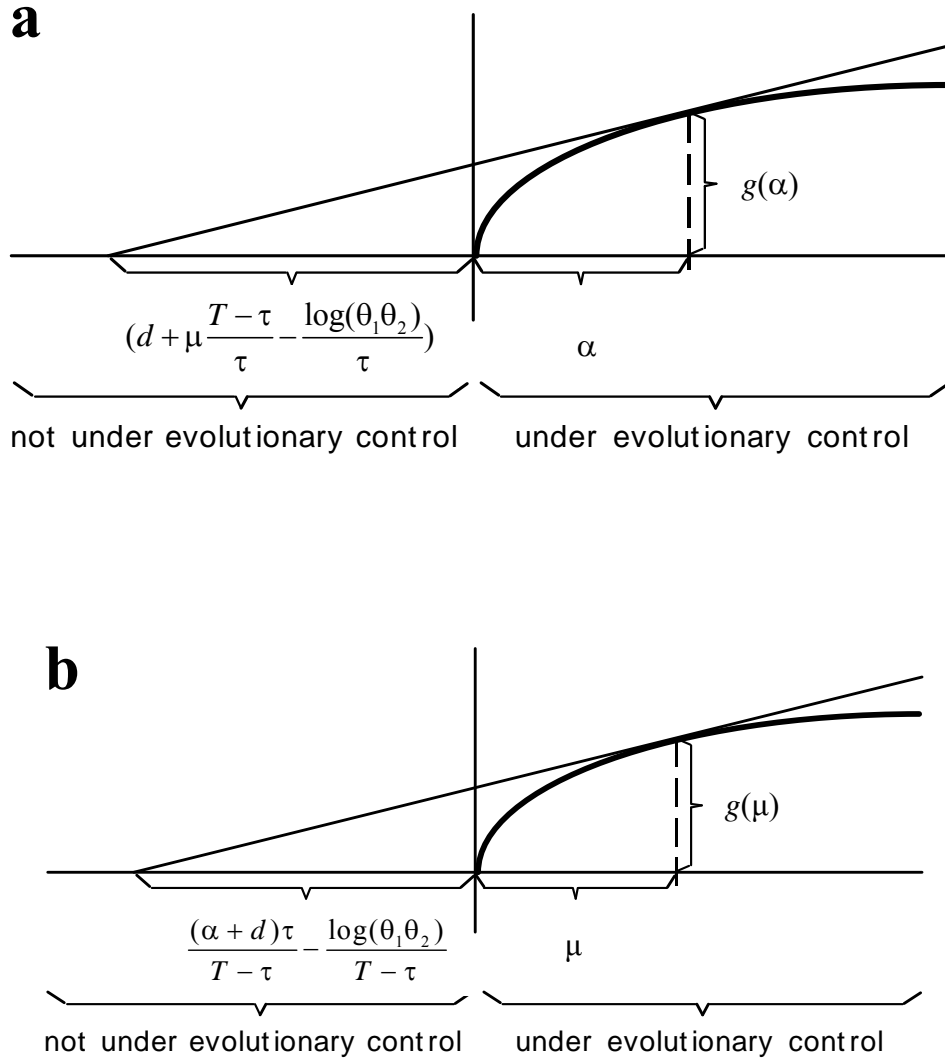 a
g(α)
(d + μ (T − τ)/τ − log(θ₁θ₂)/τ)
α
not under evolutionary control under evolutionary control
b
g(μ)
(α + d)τ/(T − τ) − log(θ₁θ₂)/(T − τ)
μ
not under evolutionary control under evolutionary control